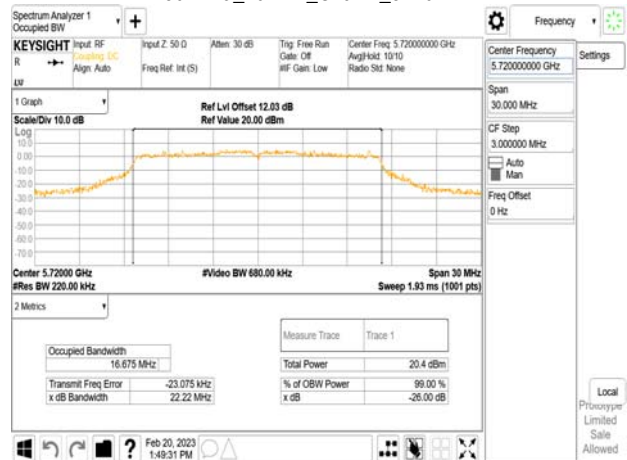 Spectrum Analyzer 1
Occupied BW
Frequency
KEYSIGHT
R
Input: RF
Coupling: DC
Align: Auto
Input Z: 50 Ω
Freq Ref: Int (S)
Atten: 30 dB
Trig: Free Run
Gate: Off
#IF Gain: Low
Center Freq: 5.720000000 GHz
Avg|Hold: 10/10
Radio Std: None
Center Frequency
5.720000000 GHz
Settings
Span
30.000 MHz
CF Step
3.000000 MHz
Auto
Man
Freq Offset
0 Hz
1 Graph
Scale/Div 10.0 dB
Ref Lvl Offset 12.03 dB
Ref Value 20.00 dBm
Log
10.0
0.00
-10.0
-20.0
-30.0
-40.0
-50.0
-60.0
-70.0
Center 5.72000 GHz
#Res BW 220.00 kHz
#Video BW 680.00 kHz
Span 30 MHz
Sweep 1.93 ms (1001 pts)
2 Metrics
Measure Trace
Trace 1
Occupied Bandwidth
16.675 MHz
Total Power
20.4 dBm
Transmit Freq Error
-23.075 kHz
% of OBW Power
99.00 %
x dB Bandwidth
22.22 MHz
x dB
-26.00 dB
Local
Prototype
Limited
Sale
Allowed
Feb 20, 2023
1:49:31 PM